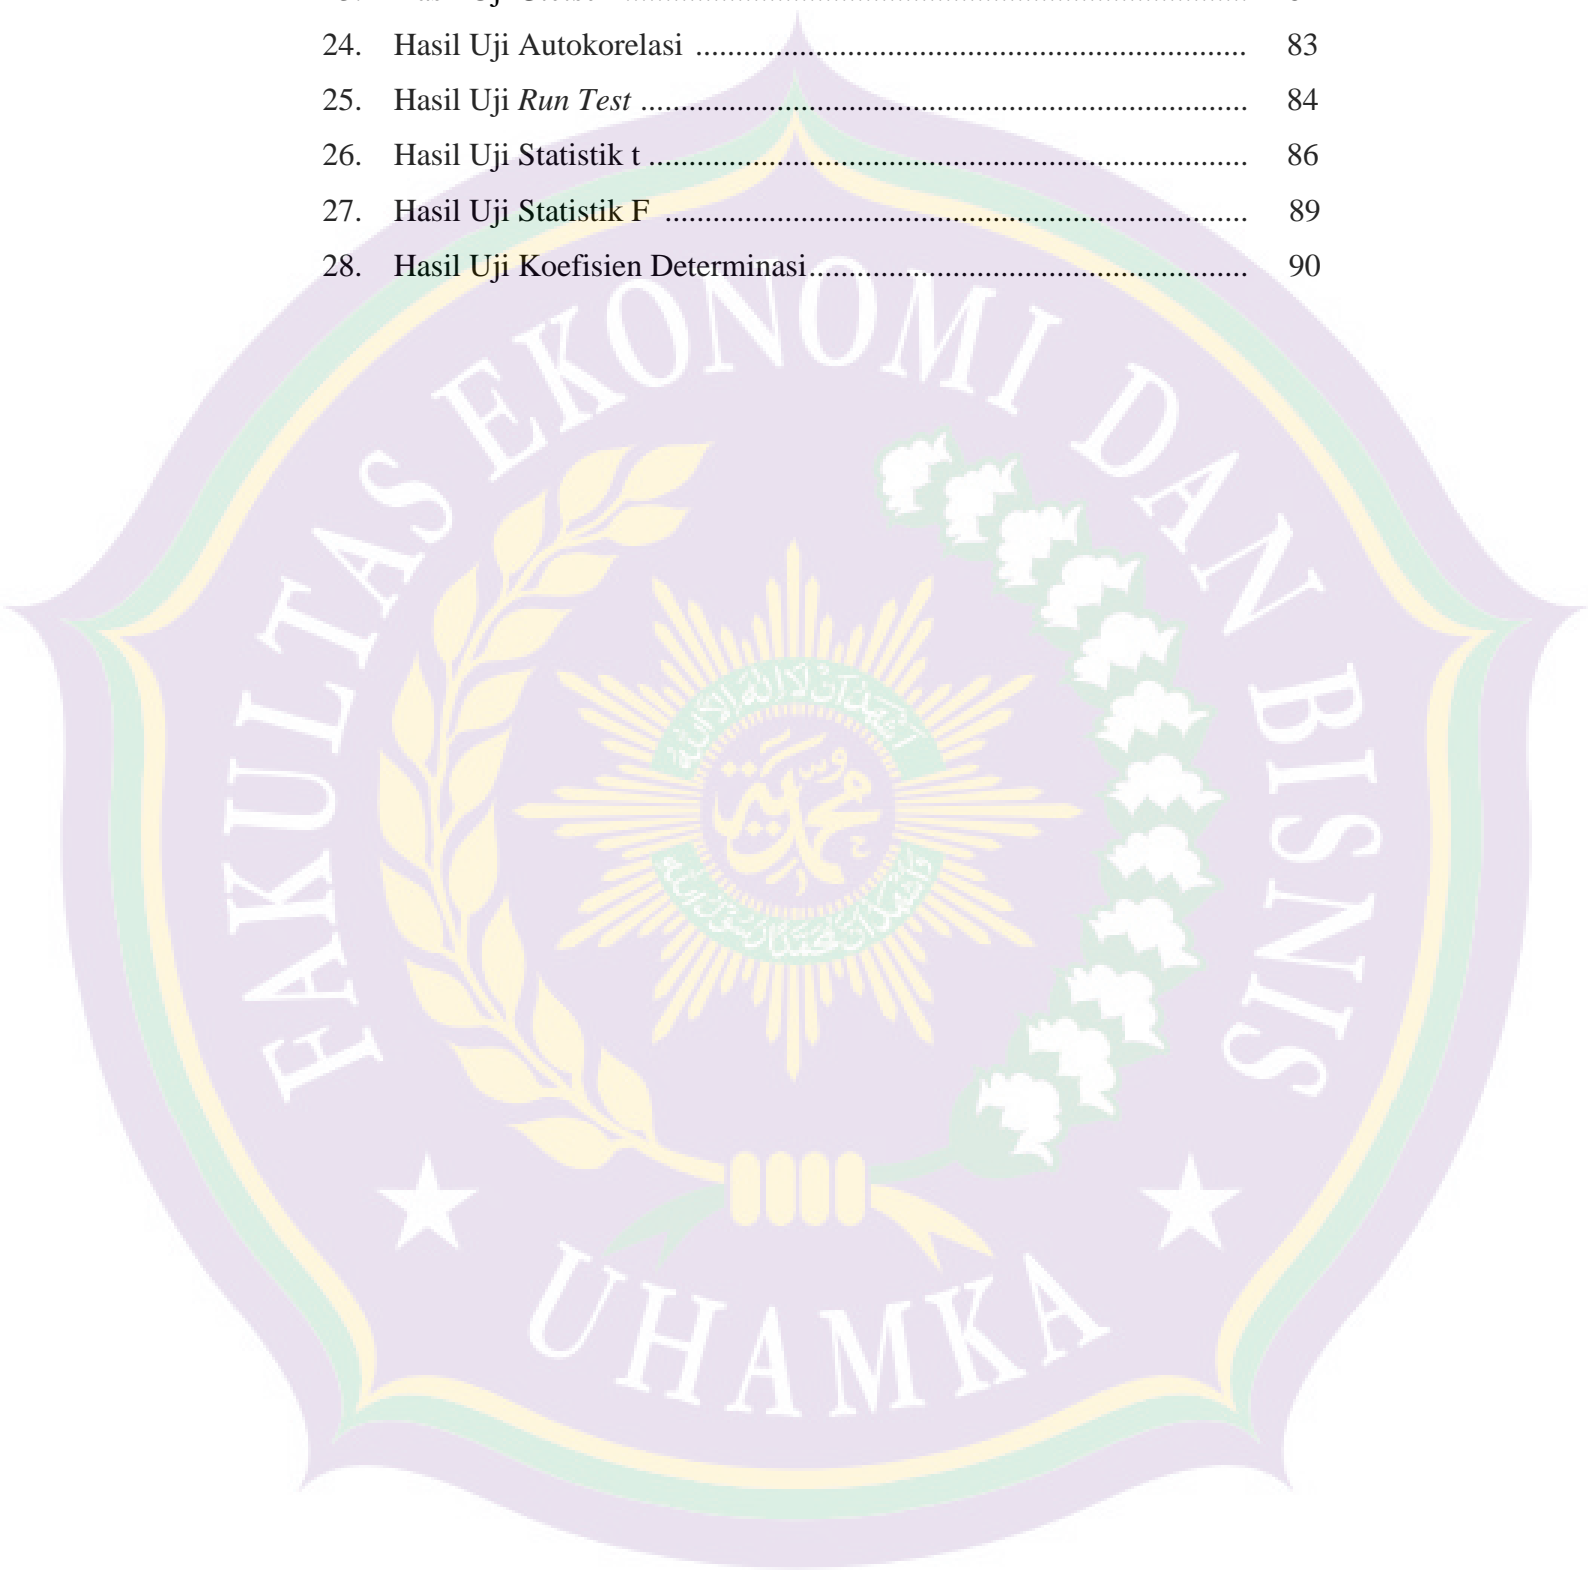 24. Hasil Uji Autokorelasi ..................................................................... 83
25. Hasil Uji Run Test ............................................................................ 84
26. Hasil Uji Statistik t ........................................................................... 86
27. Hasil Uji Statistik F ......................................................................... 89
28. Hasil Uji Koefisien Determinasi....................................................... 90
FAKULTAS EKONOMI DAN BISNIS
UHAMKA